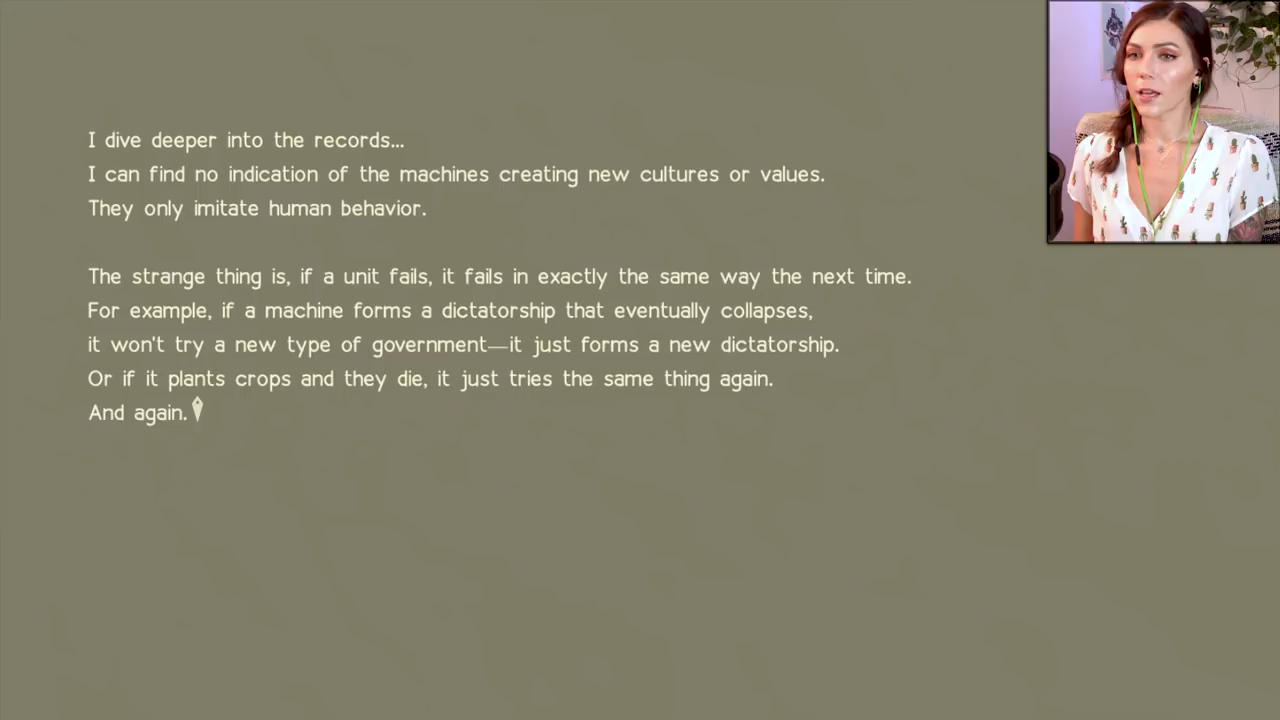 I dive deeper into the records...
I can find no indication of the machines creating new cultures or values.
They only imitate human behavior.
The strange thing is, if a unit fails, it fails in exactly the same way the next time.
For example, if a machine forms a dictatorship that eventually collapses,
it won't try a new type of government—it just forms a new dictatorship.
Or if it plants crops and they die, it just tries the same thing again.
And again.